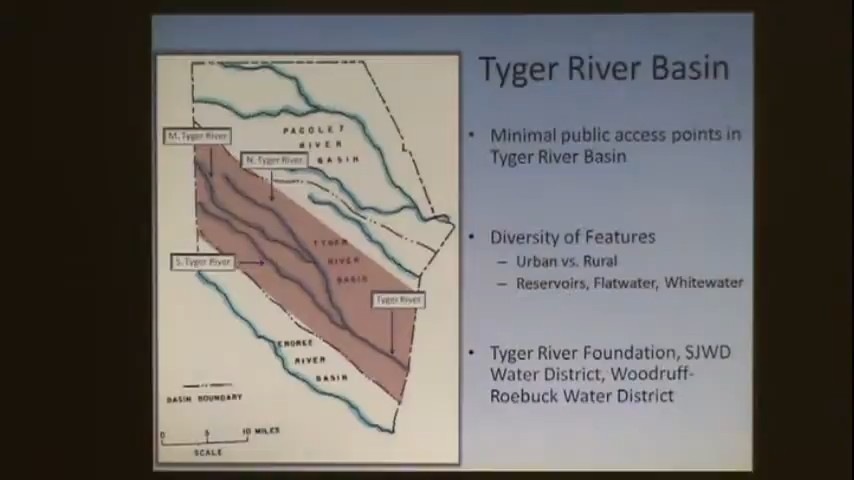 Tyger River Basin
• Minimal public access points in
Tyger River Basin
• Diversity of Features
– Urban vs. Rural
– Reservoirs, Flatwater, Whitewater
• Tyger River Foundation, SJWD
Water District, Woodruff-
Roebuck Water District
PACOLET
RIVER
BASIN
M. Tyger River
N. Tyger River
TYGER
RIVER
BASIN
S. Tyger River
Tyger River
ENOREE
RIVER
BASIN
BASIN BOUNDARY
0 5 10 MILES
SCALE